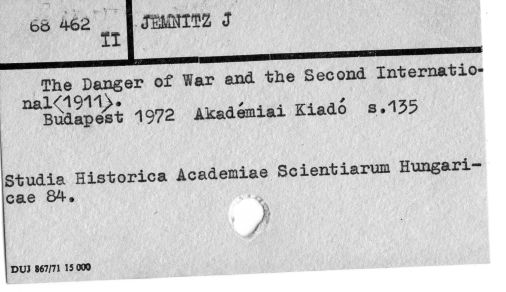 68 462
II
JEMNITZ J
The Danger of War and the Second Internatio-
nal<1911>.
Budapest 1972 Akadémiai Kiadó s.135
Studia Historica Academiae Scientiarum Hungari-
cae 84.
DUJ 867/71 15 000